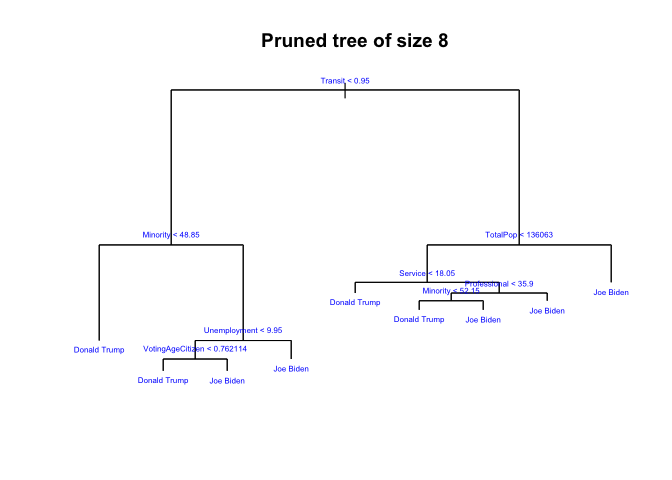 Pruned tree of size 8
Transit < 0.95
Minority < 48.85
TotalPop < 136063
Service < 18.05
Professional < 35.9
Minority < 52.15
Joe Biden
Donald Trump
Joe Biden
Donald Trump
Joe Biden
Unemployment < 9.95
Donald Trump
VotingAgeCitizen < 0.762114
Joe Biden
Donald Trump
Joe Biden